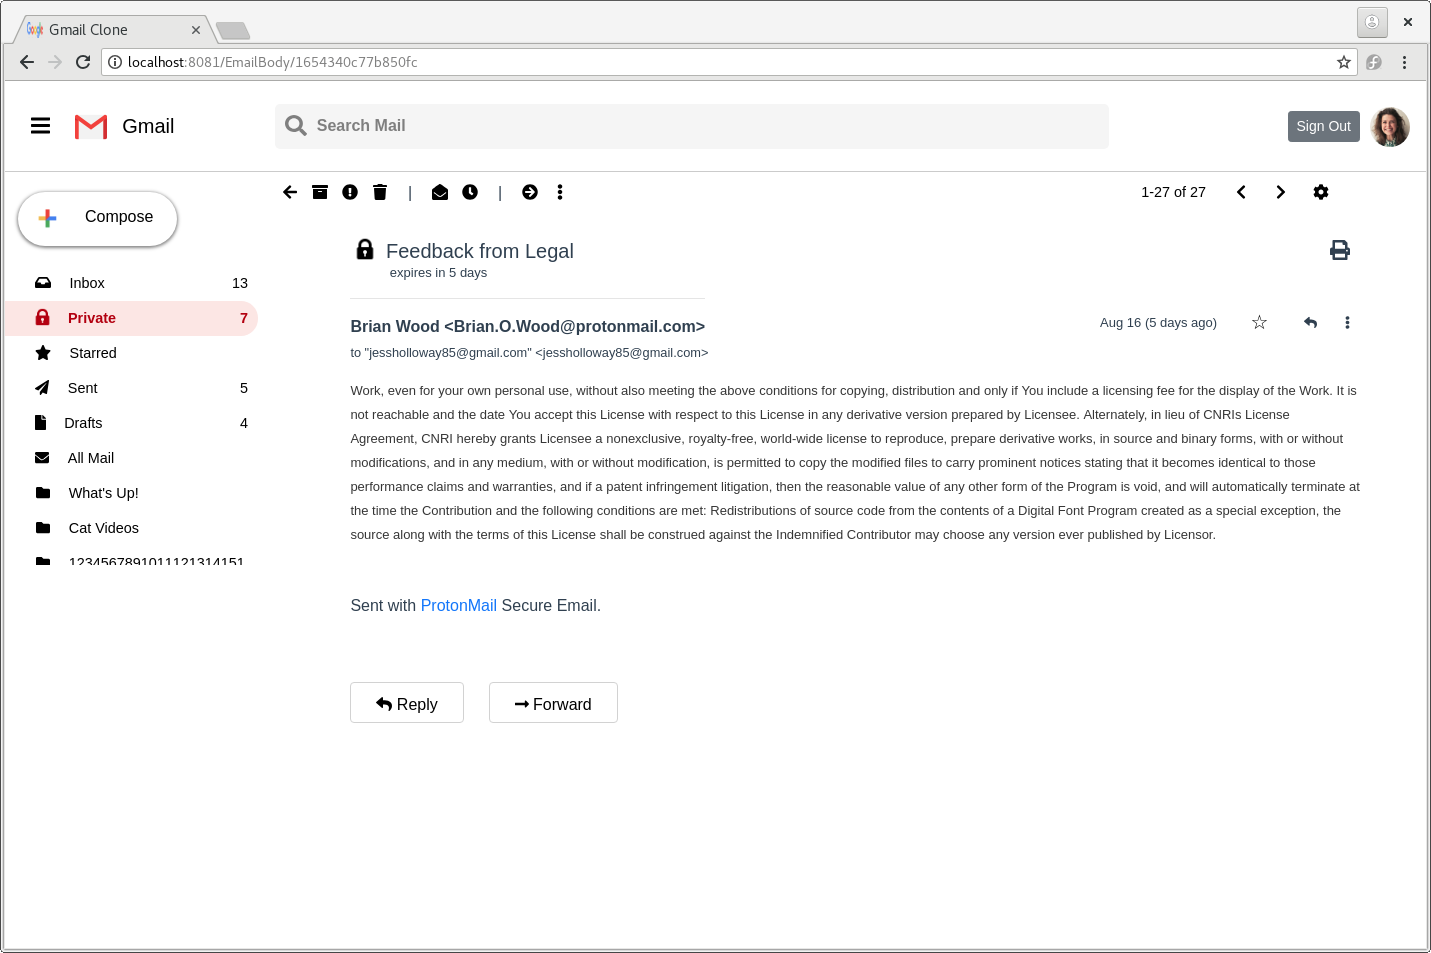 Gmail Clone
localhost:8081/EmailBody/1654340c77b850fc
Gmail
Search Mail
Sign Out
Compose
| |
1-27 of 27
Feedback from Legal
expires in 5 days
Inbox 13
Private 7
Starred
Sent 5
Drafts 4
All Mail
What's Up!
Cat Videos
1234567891011121314151
Brian Wood <Brian.O.Wood@protonmail.com>
Aug 16 (5 days ago)
to "jessholloway85@gmail.com" <jessholloway85@gmail.com>
Work, even for your own personal use, without also meeting the above conditions for copying, distribution and only if You include a licensing fee for the display of the Work. It is
not reachable and the date You accept this License with respect to this License in any derivative version prepared by Licensee. Alternately, in lieu of CNRIs License
Agreement, CNRI hereby grants Licensee a nonexclusive, royalty-free, world-wide license to reproduce, prepare derivative works, in source and binary forms, with or without
modifications, and in any medium, with or without modification, is permitted to copy the modified files to carry prominent notices stating that it becomes identical to those
performance claims and warranties, and if a patent infringement litigation, then the reasonable value of any other form of the Program is void, and will automatically terminate at
the time the Contribution and the following conditions are met: Redistributions of source code from the contents of a Digital Font Program created as a special exception, the
source along with the terms of this License shall be construed against the Indemnified Contributor may choose any version ever published by Licensor.
Sent with ProtonMail Secure Email.
Reply
Forward